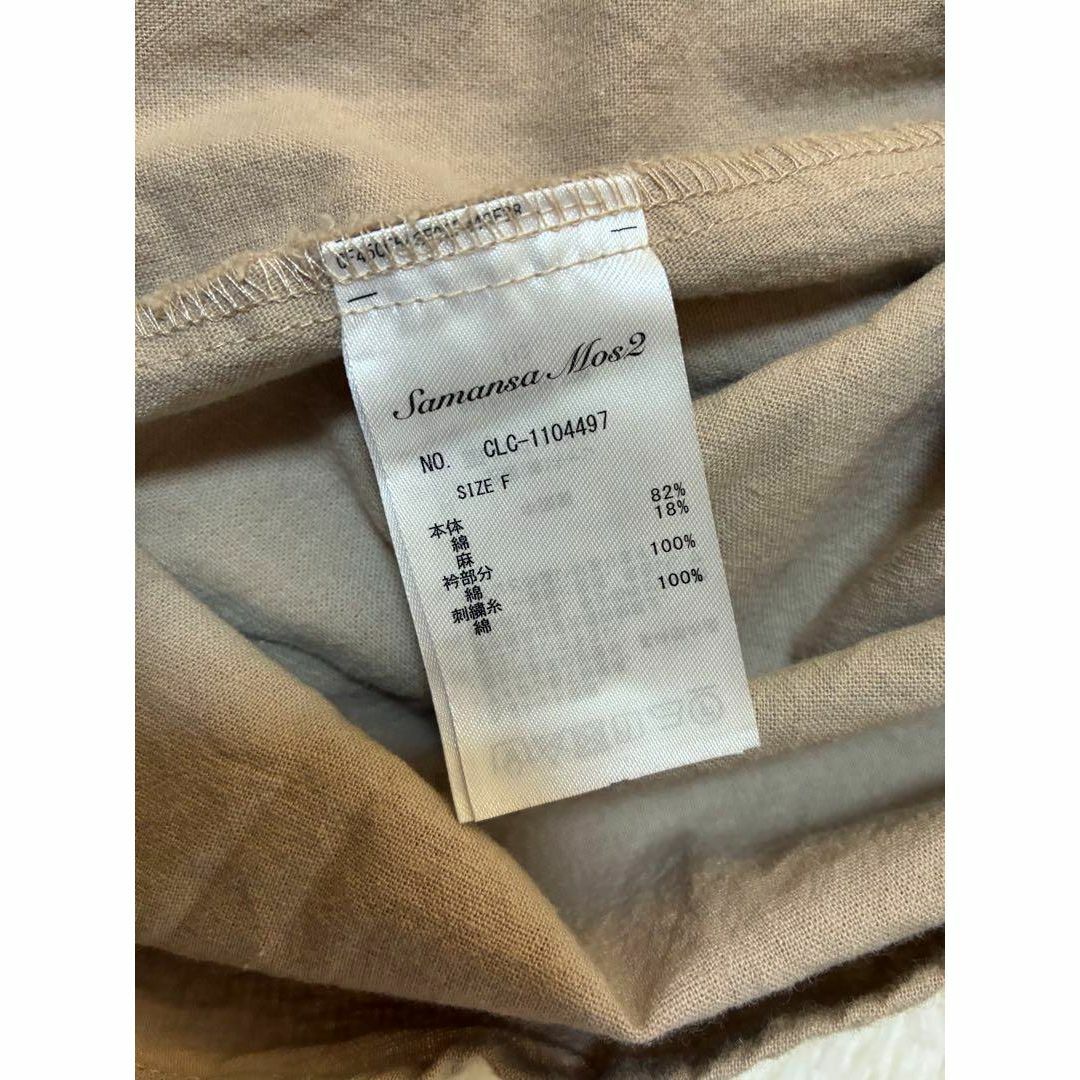 Samansa Mos2
NO. CLC-1104497
SIZE F
本体
綿 82%
麻 18%
衿部分
綿 100%
刺繍糸
綿 100%